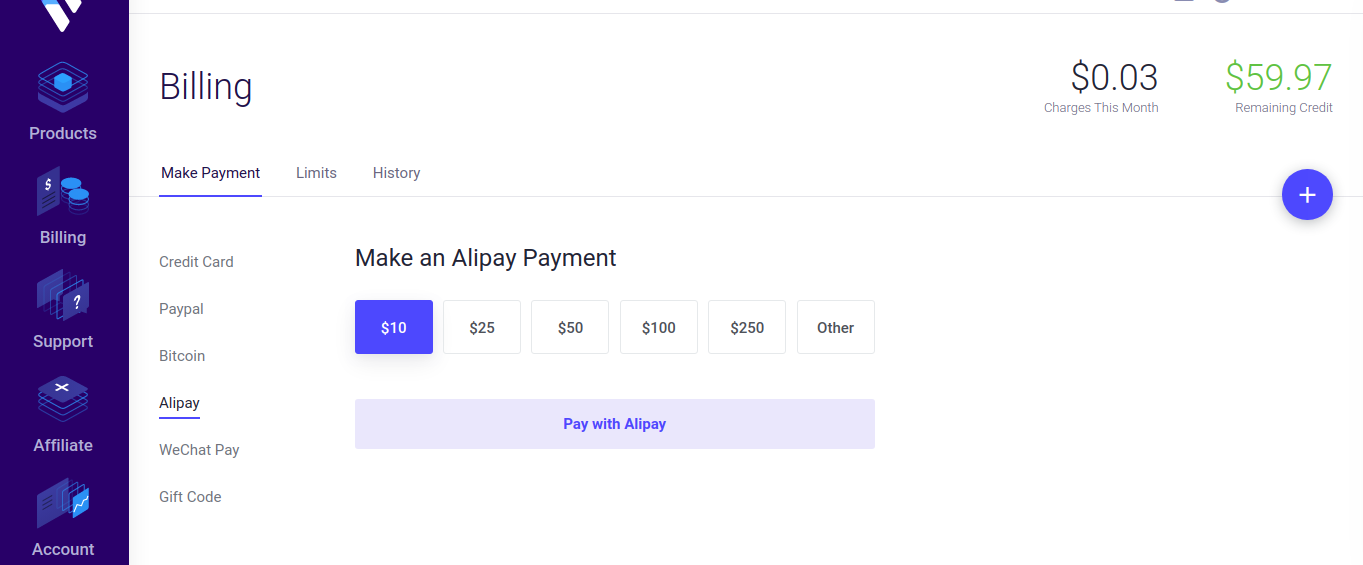 Products
Billing
Support
Affiliate
Account
Billing
$0.03
Charges This Month
$59.97
Remaining Credit
Make Payment Limits History
+
Credit Card
Paypal
Bitcoin
Alipay
WeChat Pay
Gift Code
Make an Alipay Payment
$10 $25 $50 $100 $250 Other
Pay with Alipay